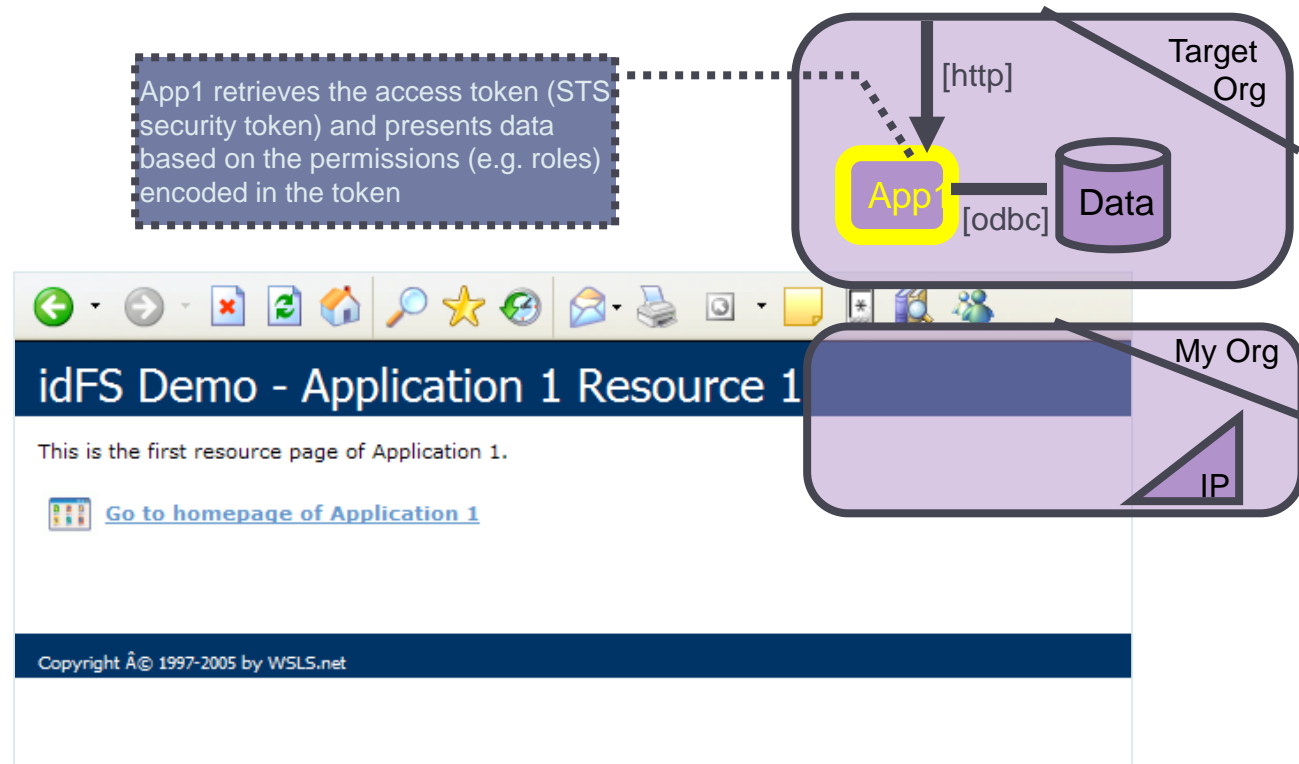 App1 retrieves the access token (STS
security token) and presents data
based on the permissions (e.g. roles)
encoded in the token
Target
Org
[http]
App1
[odbc]
Data
idFS Demo - Application 1 Resource 1
My Org
IP
This is the first resource page of Application 1.
Go to homepage of Application 1
Copyright Â© 1997-2005 by WSLS.net